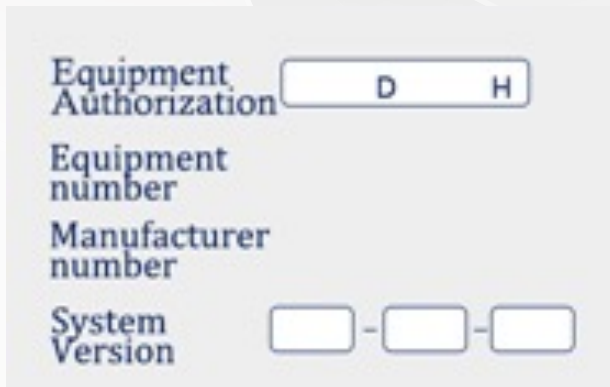 Equipment
Authorization D H
Equipment
number
Manufacturer
number
System
Version - -